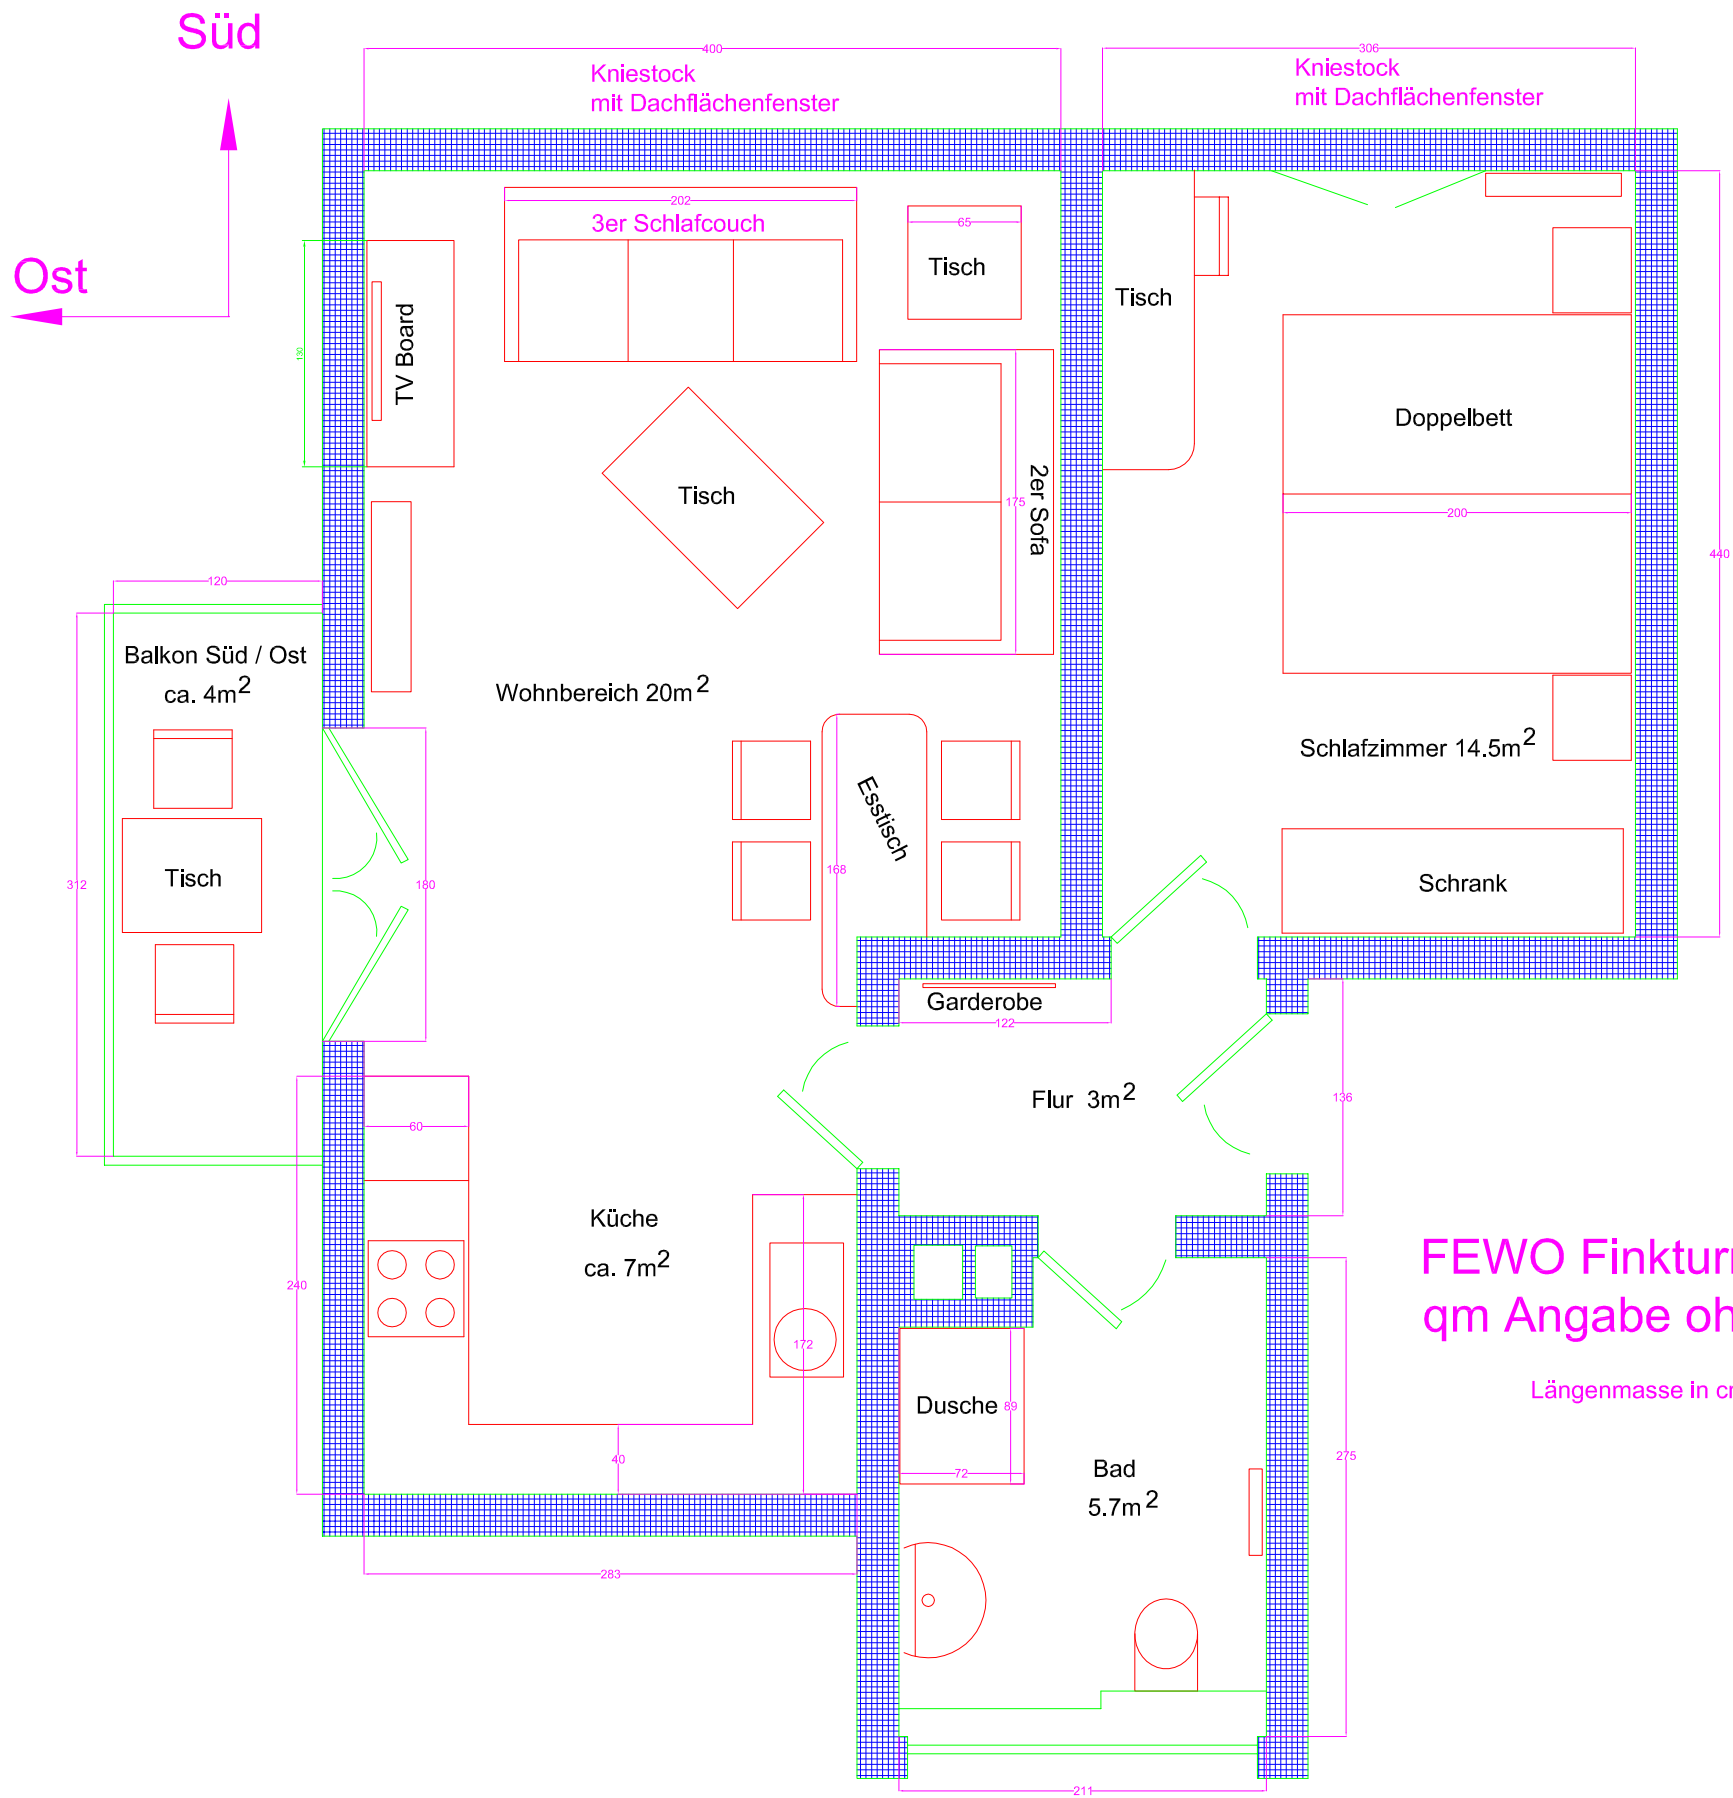 Süd
400
306
Kniestock
mit Dachflächenfenster
Kniestock
mit Dachflächenfenster
202
3er Schlafcouch
65
Tisch
Ost
Tisch
TV Board
130
Doppelbett
Tisch
2er Sofa
175
200
440
120
Balkon Süd / Ost
ca. 4m2
Wohnbereich 20m2
Schlafzimmer 14.5m2
Esstisch
168
Tisch
312
180
Schrank
Garderobe
122
Flur 3m2
136
60
Küche
ca. 7m2
240
172
FEWO Finktur
qm Angabe oh
Längenmasse in c
Dusche
89
72
40
Bad
5.7m2
275
283
211